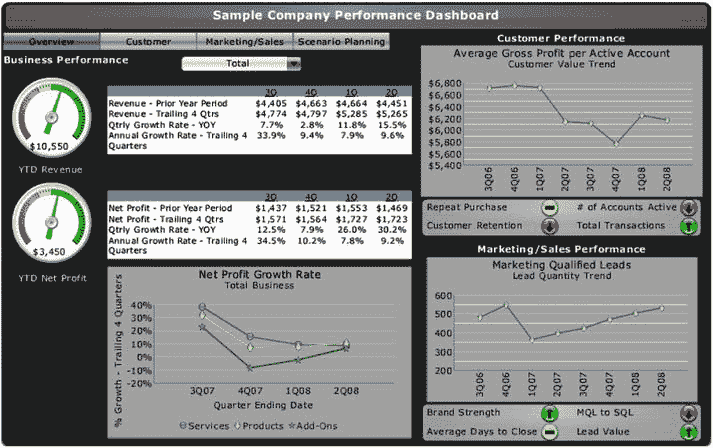 Sample Company Performance Dashboard
Overview Customer Marketing/Sales Scenario Planning
Business Performance
Total
$10,550
YTD Revenue
3Q 4Q 1Q 2Q
Revenue - Prior Year Period $4,405 $4,663 $4,664 $4,451
Revenue - Trailing 4 Qtrs $4,774 $4,797 $5,285 $5,265
Qtrly Growth Rate - YOY 7.7% 2.8% 11.8% 15.5%
Annual Growth Rate - Trailing 4 33.9% 9.4% 7.9% 9.6%
Quarters
$3,450
YTD Net Profit
3Q 4Q 1Q 2Q
Net Profit - Prior Year Period $1,437 $1,521 $1,553 $1,469
Net Profit - Trailing 4 Qtrs $1,571 $1,564 $1,727 $1,723
Qtrly Growth Rate - YOY 12.5% 7.9% 26.0% 30.2%
Annual Growth Rate - Trailing 4 34.5% 10.2% 7.8% 9.2%
Quarters
Net Profit Growth Rate
Total Business
% Growth - Trailing 4 Quarters
40%
30%
20%
10%
0%
-10%
-20%
3Q07 4Q07 1Q08 2Q08
Quarter Ending Date
Services Products Add-Ons
Customer Performance
Average Gross Profit per Active Account
Customer Value Trend
$6,800
$6,600
$6,400
$6,200
$6,000
$5,800
$5,600
$5,400
3Q06 4Q06 1Q07 2Q07 3Q07 4Q07 1Q08 2Q08
Repeat Purchase # of Accounts Active
Customer Retention Total Transactions
Marketing/Sales Performance
Marketing Qualified Leads
Lead Quantity Trend
600
500
400
300
200
3Q06 4Q06 1Q07 2Q07 3Q07 4Q07 1Q08 2Q08
Brand Strength MQL to SQL
Average Days to Close Lead Value